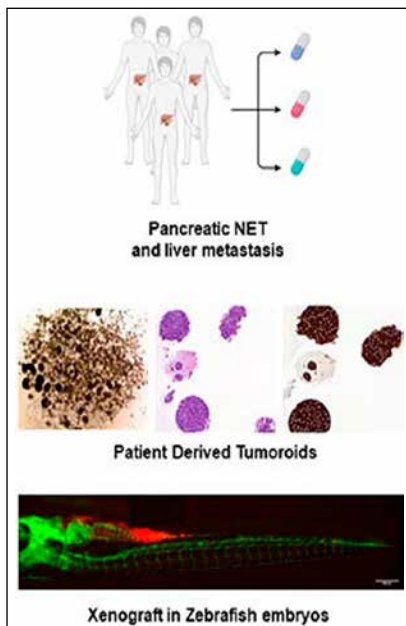 Pancreatic NET
and liver metastasis
Patient Derived Tumoroids
Xenograft in Zebrafish embryos